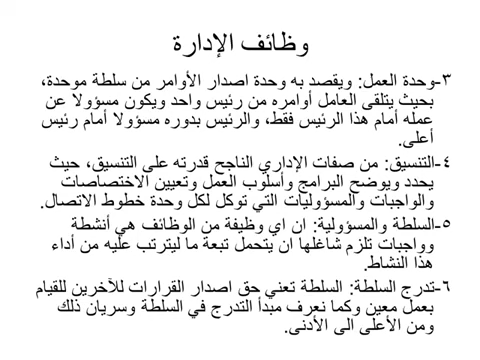 وظائف الإدارة
٣-وحدة العمل: ويقصد به وحدة اصدار الأوامر من سلطة موحدة،
بحيث يتلقى العامل أوامره من رئيس واحد ويكون مسؤولا عن
عمله أمام هذا الرئيس فقط، والرئيس بدوره مسؤولا أمام رئيس
أعلى.
٤-التنسيق: من صفات الإداري الناجح قدرته على التنسيق، حيث
يحدد ويوضح البرامج وأسلوب العمل وتعيين الاختصاصات
والواجبات والمسؤوليات التي توكل لكل وحدة خطوط الاتصال.
٥-السلطة والمسؤولية: ان اي وظيفة من الوظائف هي أنشطة
وواجبات تلزم شاغلها ان يتحمل تبعة ما ليترتب عليه من أداء
هذا النشاط.
٦-تدرج السلطة: السلطة تعني حق اصدار القرارات للآخرين للقيام
بعمل معين وكما نعرف مبدأ التدرج في السلطة وسريان ذلك
ومن الأعلى الى الأدنى.